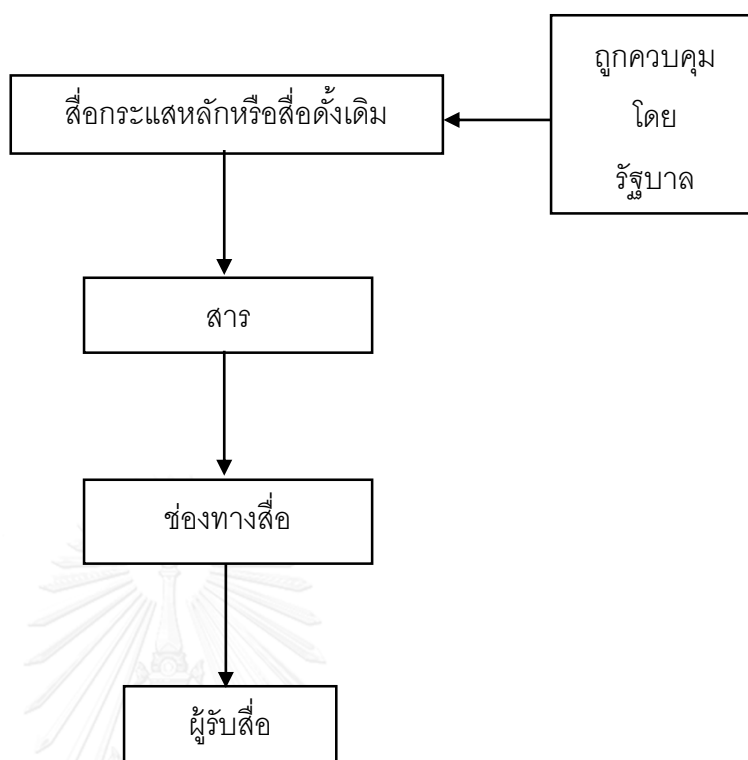 ถูกควบคุม
โดย
รัฐบาล
สื่อกระแสหลักหรือสื่อดั้งเดิม
สาร
ช่องทางสื่อ
ผู้รับสื่อ